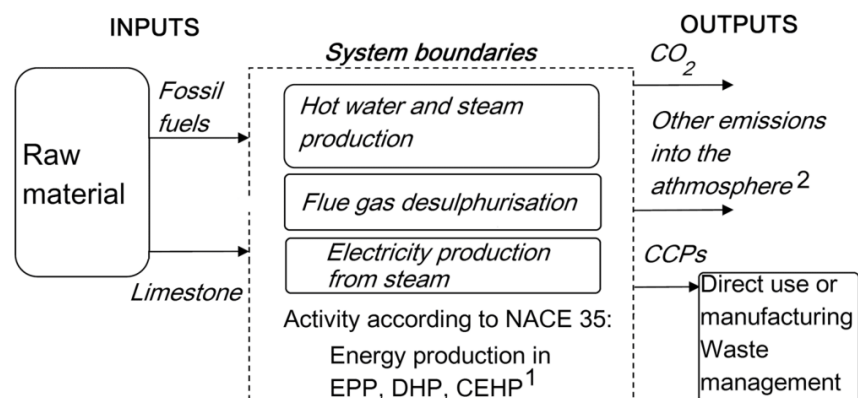 INPUTS
System boundaries
OUTPUTS
Raw
material
Fossil
fuels
Limestone
Hot water and steam
production
Flue gas desulphurisation
Electricity production
from steam
Activity according to NACE 35:
Energy production in
EPP, DHP, CEHP1
CO2
Other emissions
into the
athmosphere2
CCPs
Direct use or
manufacturing
Waste
management